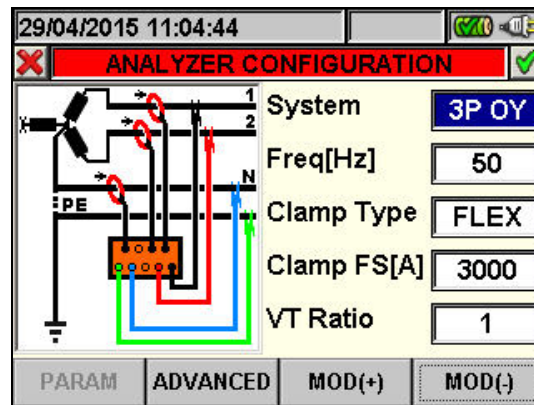 29/04/2015 11:04:44
ANALYZER CONFIGURATION
1
2
N
PE
System 3P OY
Freq[Hz] 50
Clamp Type FLEX
Clamp FS[A] 3000
VT Ratio 1
PARAM ADVANCED MOD(+) MOD(-)